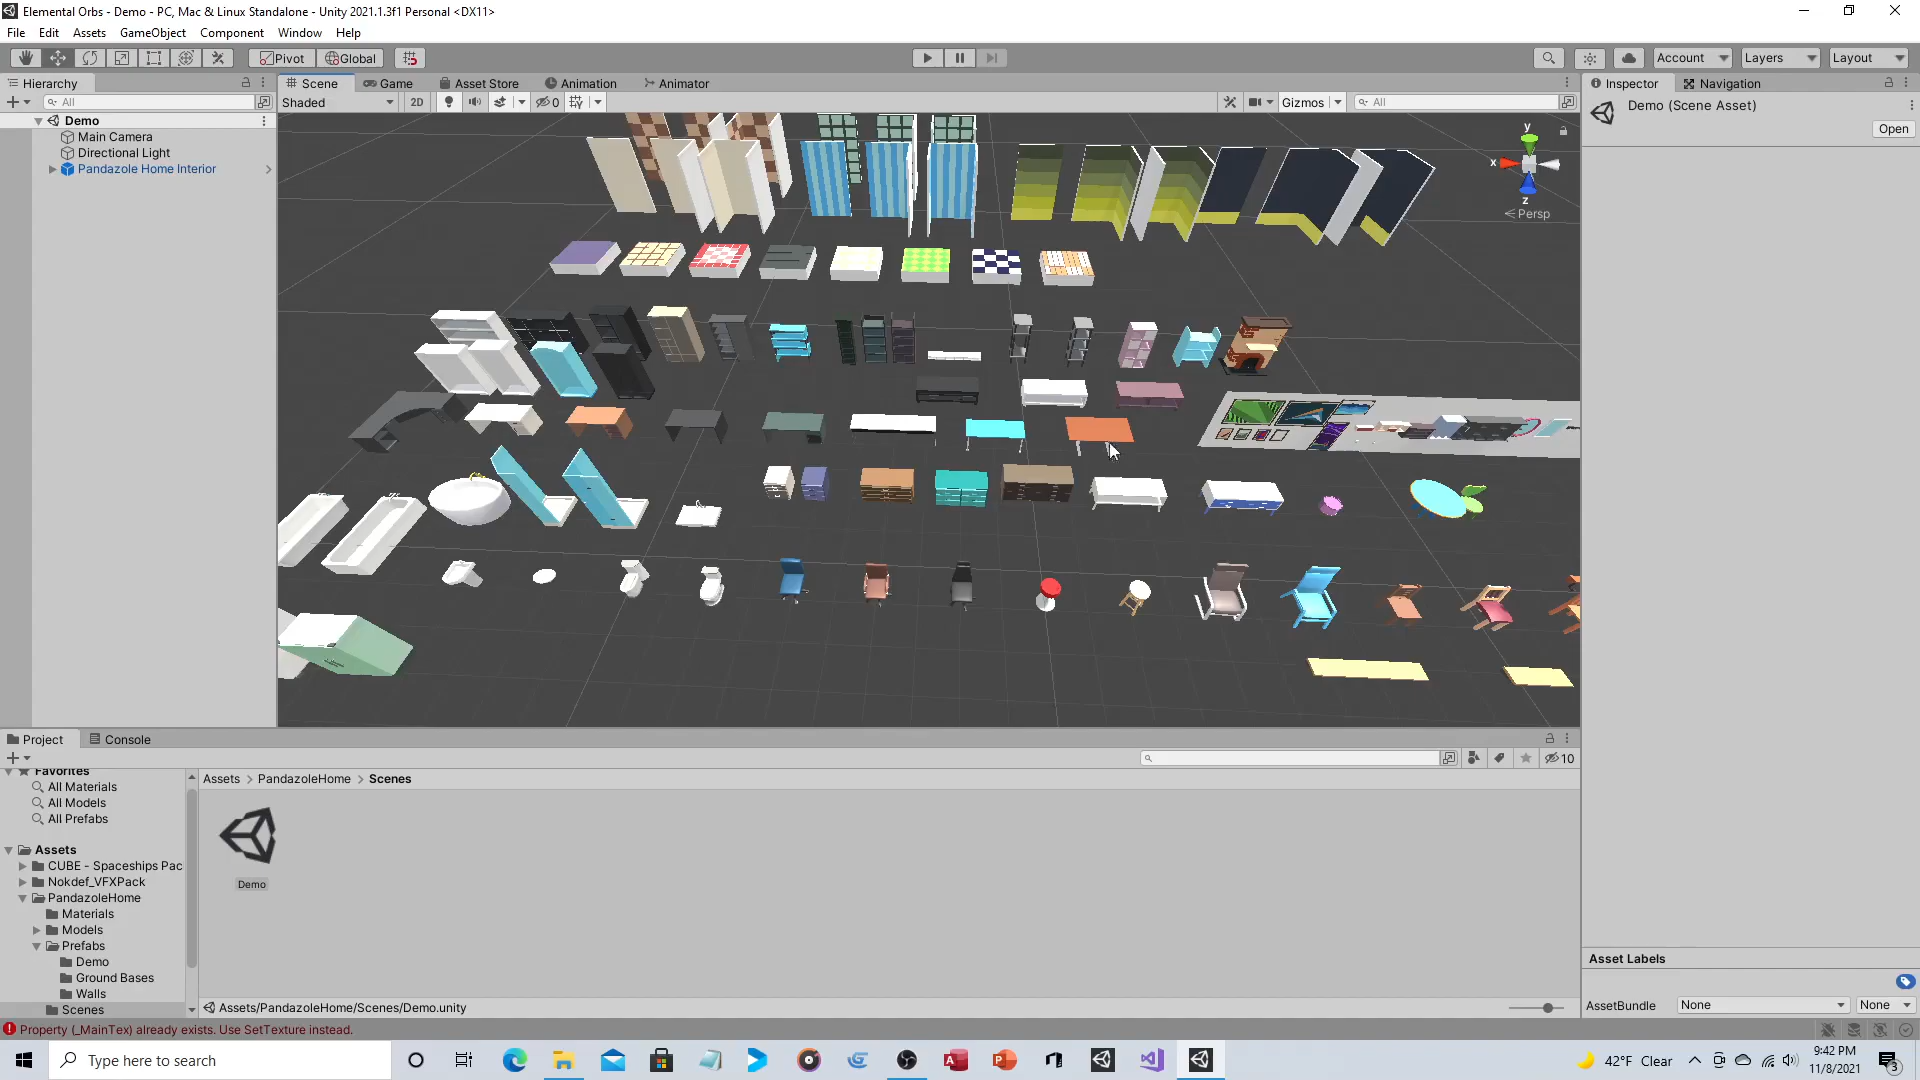 Elemental Orbs - Demo - PC, Mac & Linux Standalone - Unity 2021.1.3f1 Personal <DX11>
File Edit Assets GameObject Component Window Help
Pivot Global Account Layers Layout
Hierarchy Scene Game Asset Store Animation Animator Inspector Navigation
All Shaded 2D 0 Gizmos All
Demo (Scene Asset)
Open
Demo
Main Camera
Directional Light
Pandazole Home Interior
y
x
z
Persp
Project Console
10
Favorites
All Materials
All Models
All Prefabs
Assets
CUBE - Spaceships Pac
Nokdef_VFXPack
PandazoleHome
Materials
Models
Prefabs
Demo
Ground Bases
Walls
Scenes
Assets > PandazoleHome > Scenes
Demo
Assets/PandazoleHome/Scenes/Demo.unity
Asset Labels
AssetBundle None None
Property (_MainTex) already exists. Use SetTexture instead.
Type here to search
42°F Clear
9:42 PM
11/8/2021
3